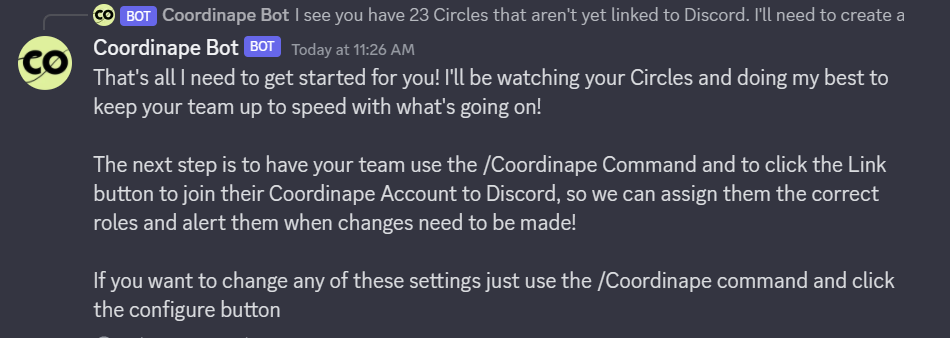 CO BOT Coordinape Bot I see you have 23 Circles that aren't yet linked to Discord. I'll need to create a
CO Coordinape Bot BOT Today at 11:26 AM
That's all I need to get started for you! I'll be watching your Circles and doing my best to
keep your team up to speed with what's going on!
The next step is to have your team use the /Coordinape Command and to click the Link
button to join their Coordinape Account to Discord, so we can assign them the correct
roles and alert them when changes need to be made!
If you want to change any of these settings just use the /Coordinape command and click
the configure button